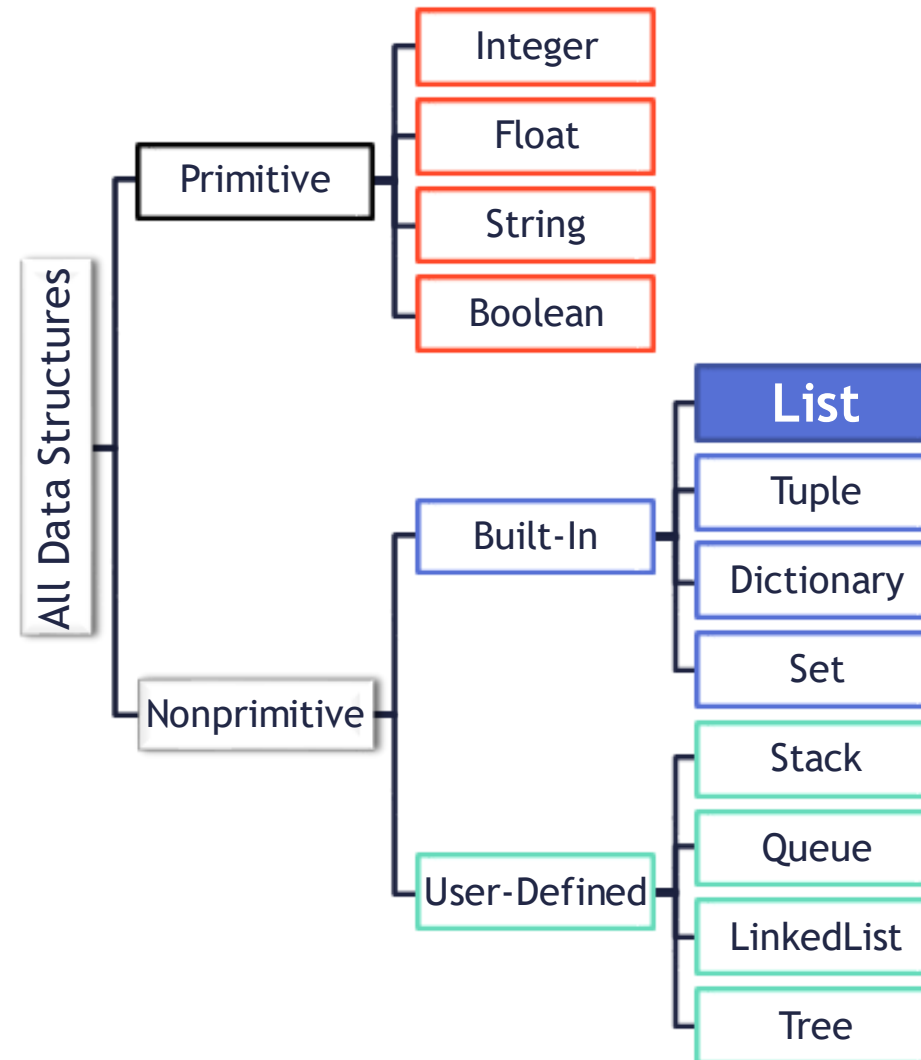 All Data Structures
Primitive
Integer
Float
String
Boolean
Nonprimitive
Built-In
List
Tuple
Dictionary
Set
User-Defined
Stack
Queue
LinkedList
Tree